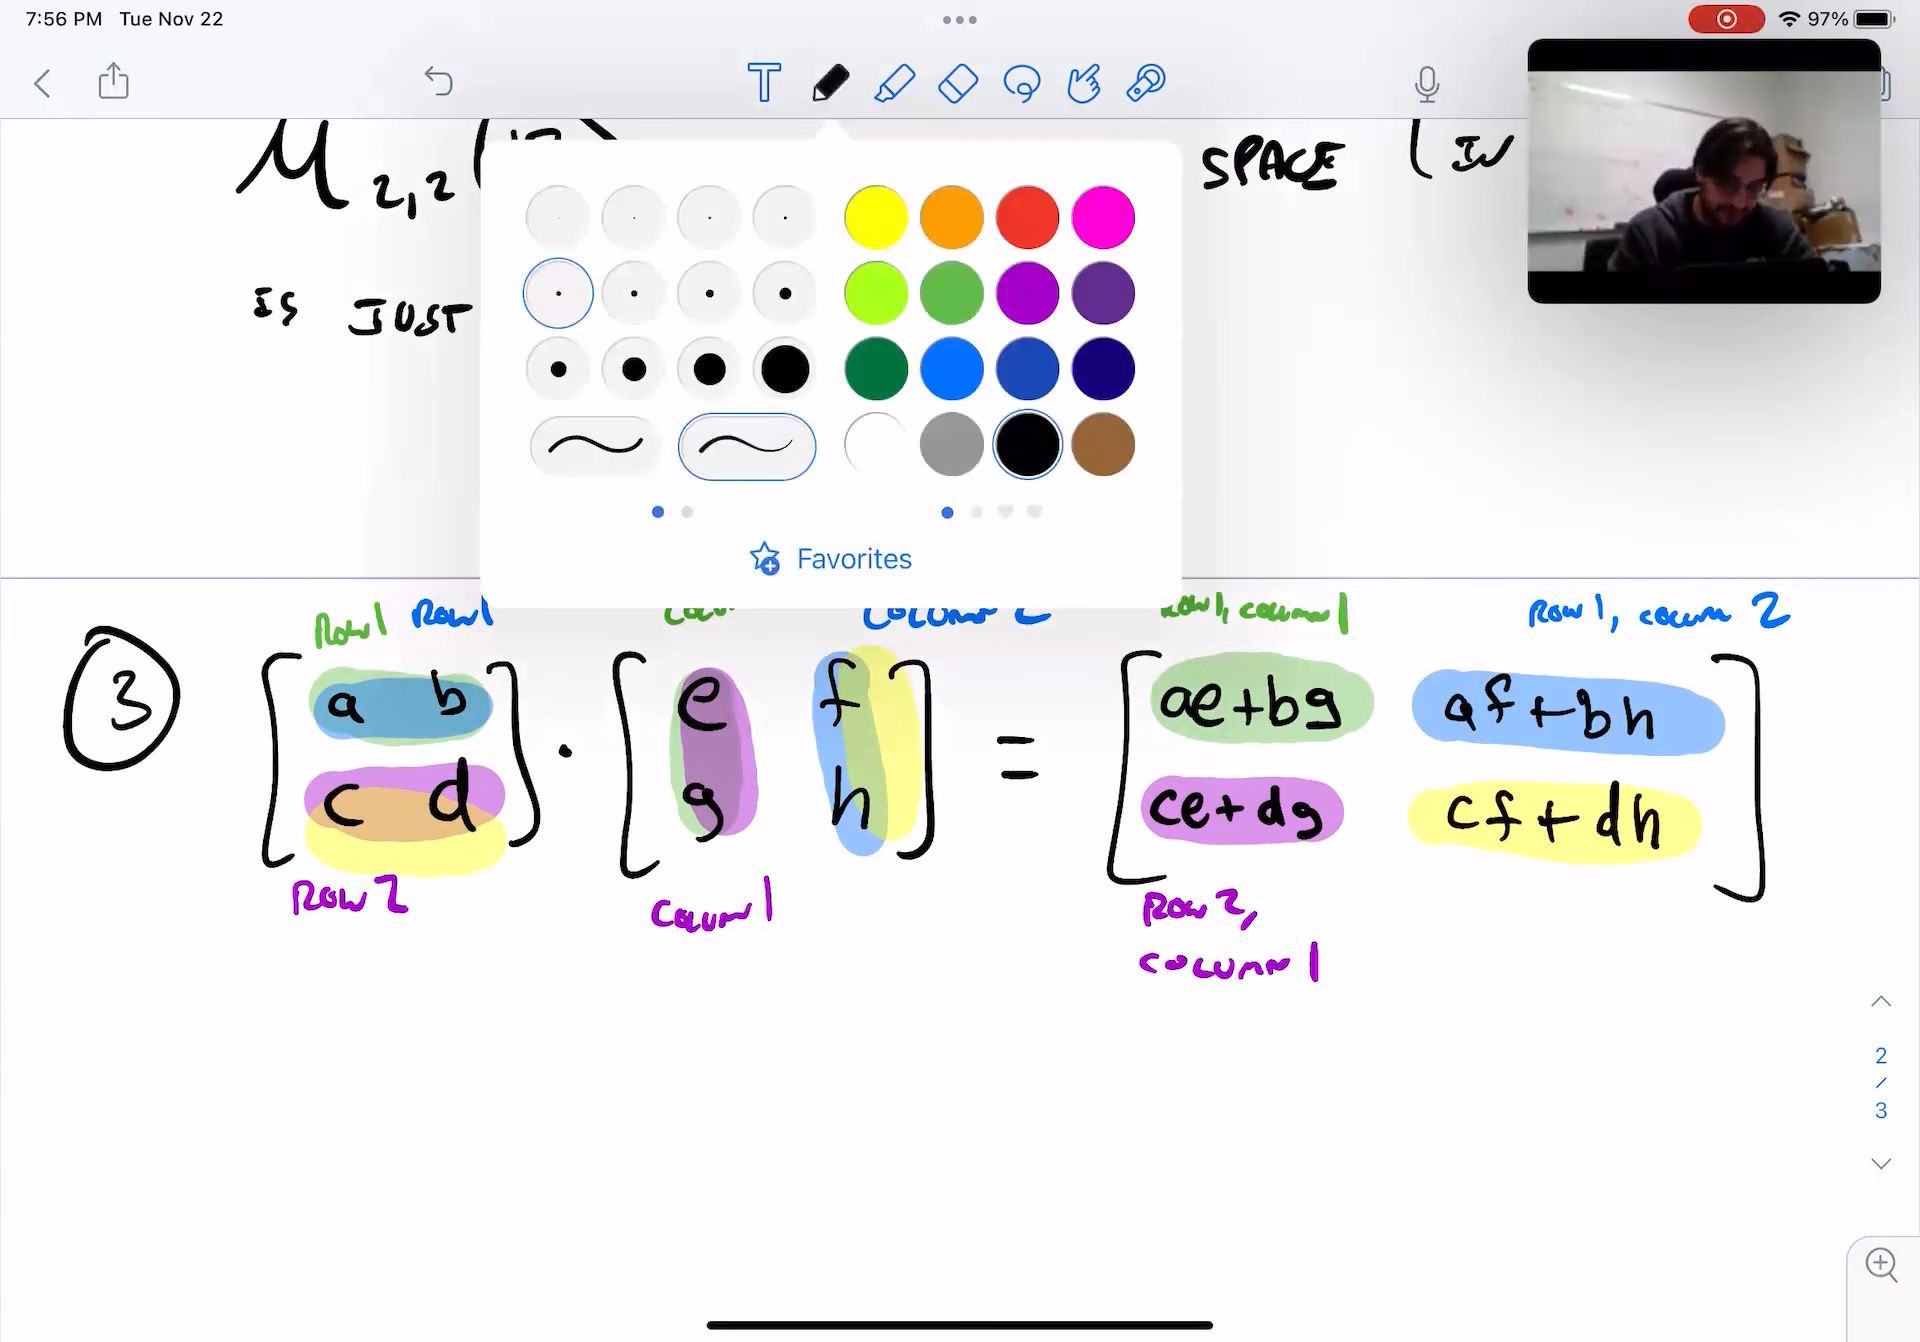 7:56 PM Tue Nov 22
97%
M 2,2 (
SPACE (IN
IS JUST
Favorites
Row 1 Row 1 COLUMN 2 Row 1, column 1 Row 1, column 2
3
[a b] · [e f] = [ae+bg af+bh]
[c d] [g h] [ce+dg cf+dh]
Row 2 column 1 Row 2,
COLUMN 1
2
/
3